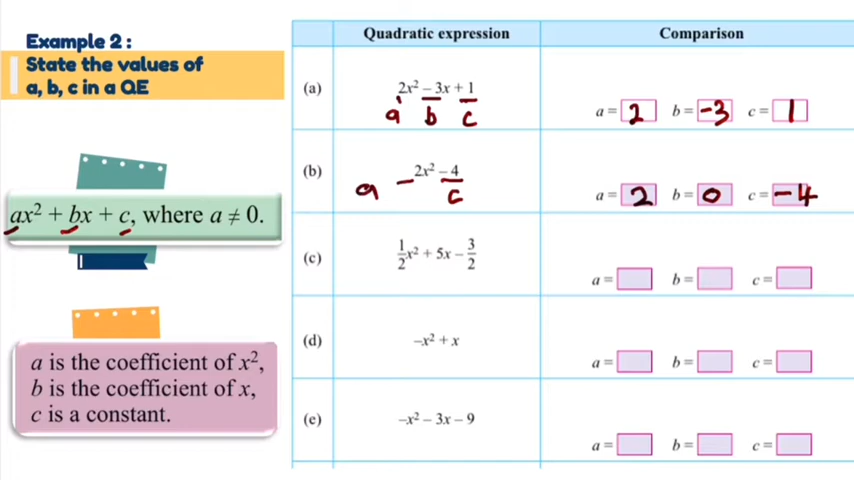 Example 2 :
State the values of
a, b, c in a QE
ax² + bx + c, where a ≠ 0.
a is the coefficient of x²,
b is the coefficient of x,
c is a constant.
Quadratic expression Comparison
(a) 2x² – 3x + 1 a = 2 b = -3 c = 1
a b c
(b) 2x² – 4 a = 2 b = 0 c = -4
a c
(c) 1/2x² + 5x – 3/2 a = b = c =
(d) –x² + x a = b = c =
(e) –x² – 3x – 9 a = b = c =